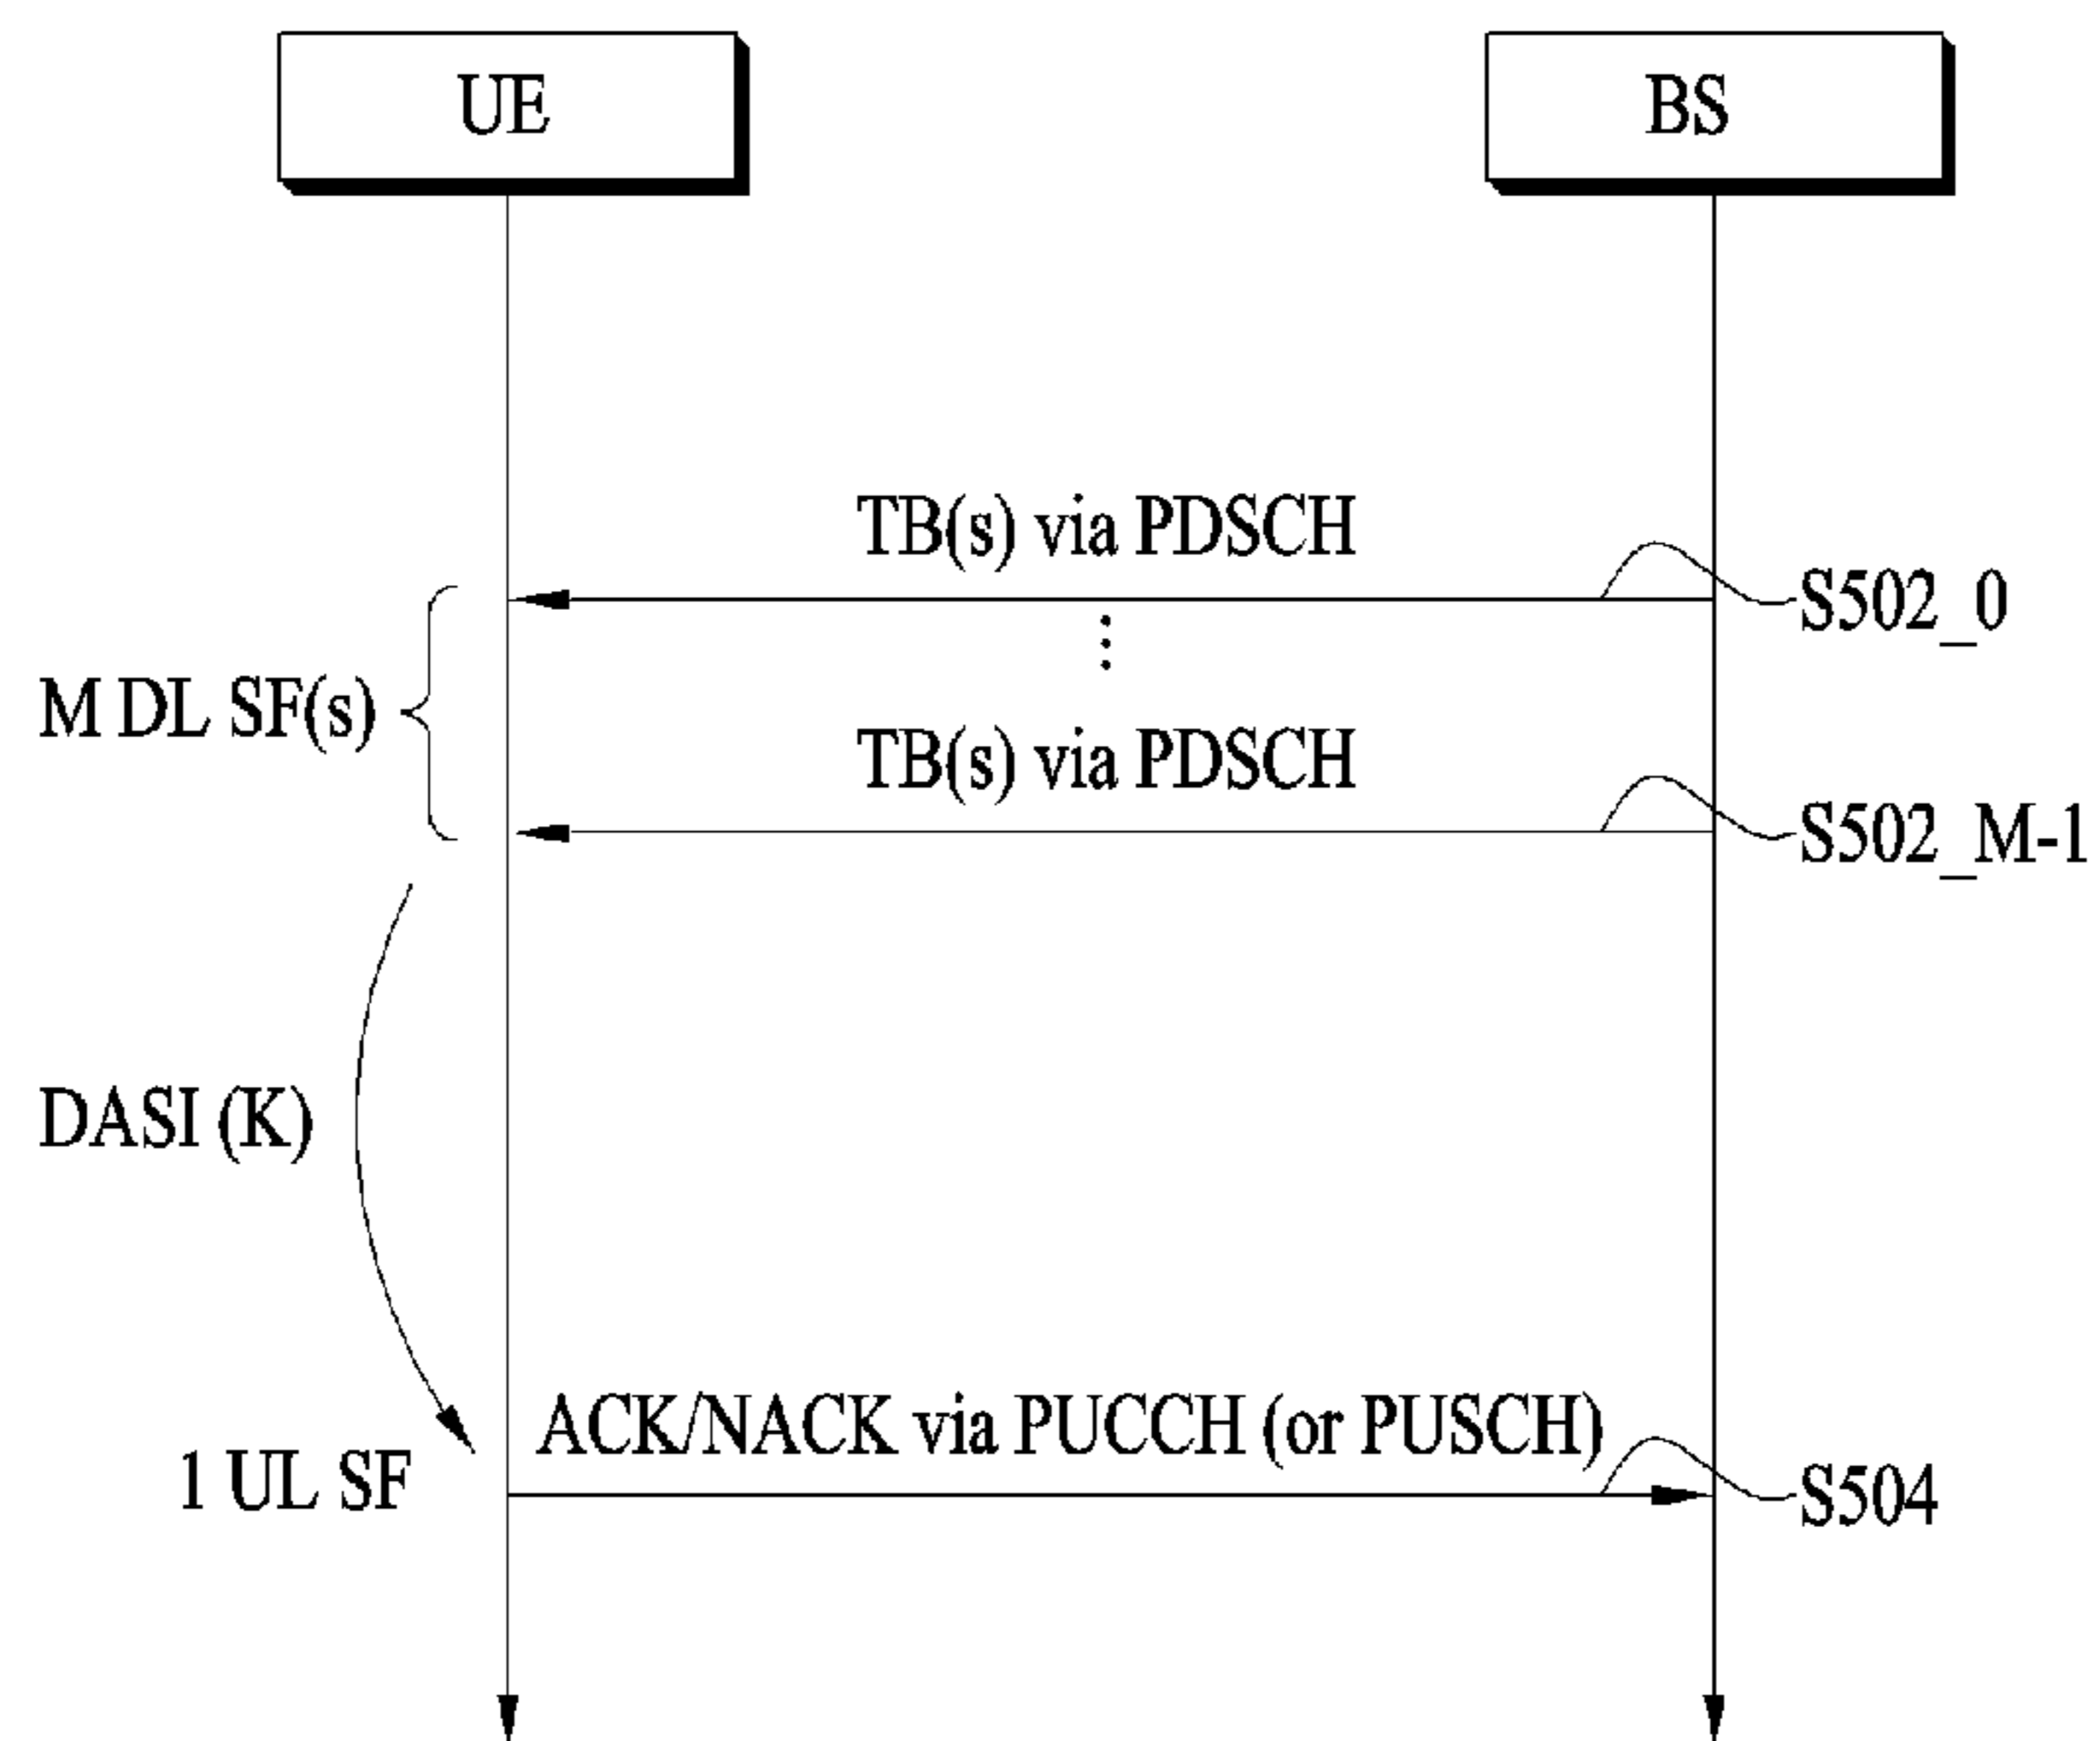 UE
BS
TB(s) via PDSCH
S502_0
M DL SF(s)
TB(s) via PDSCH
S502_M-1
DASI (K)
ACK/NACK via PUCCH (or PUSCH)
1 UL SF
S504